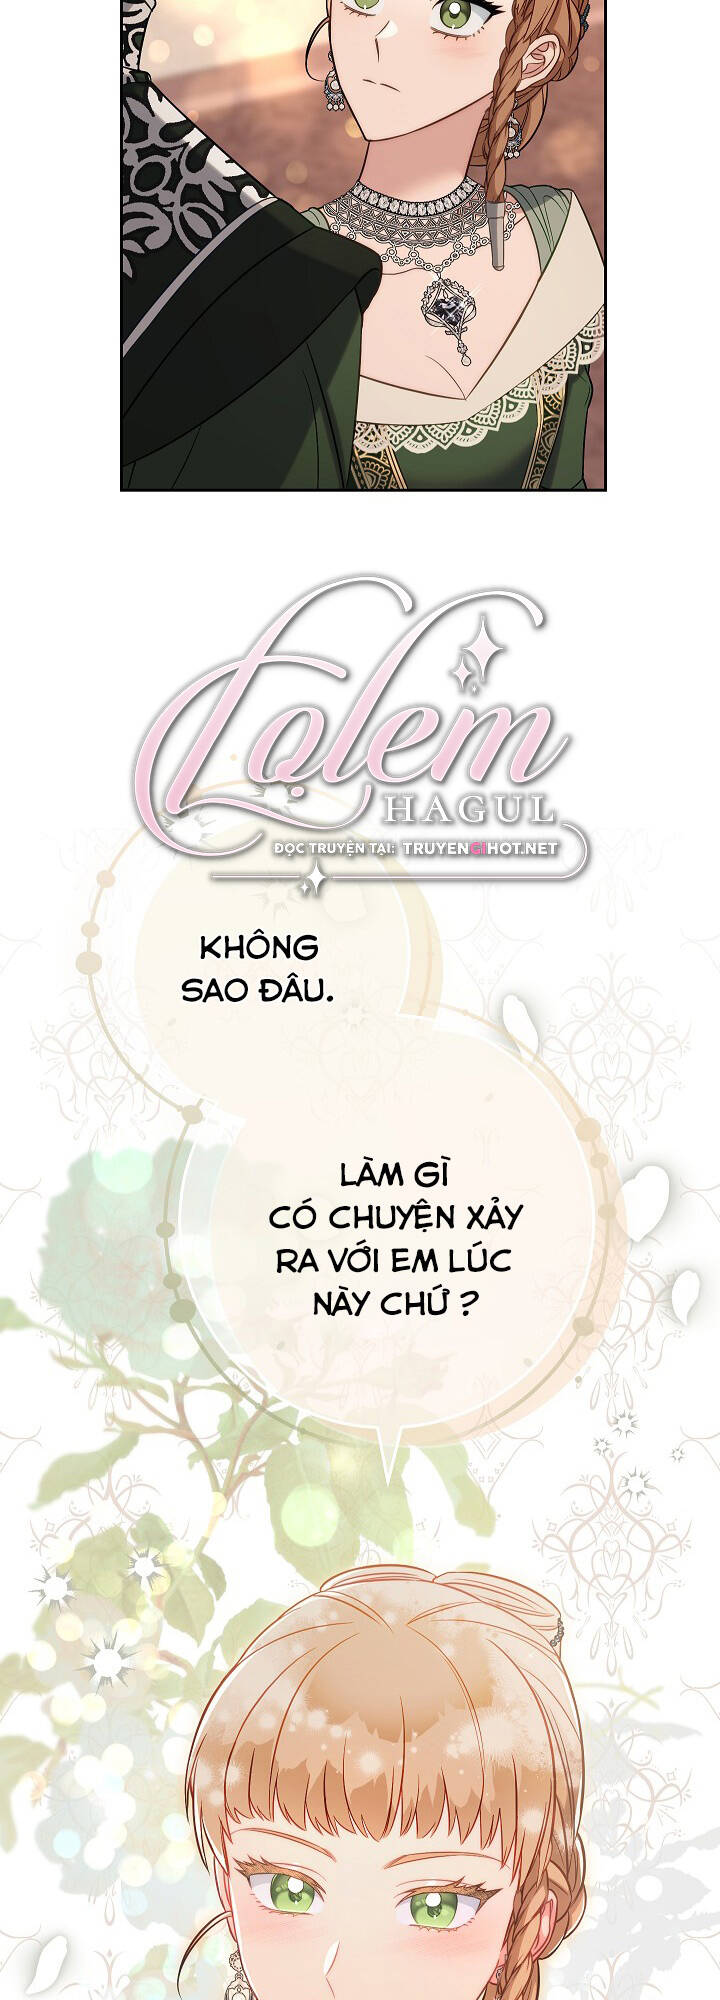 Lọlem
HAGUL
ĐỌC TRUYỆN TẠI: TRUYENGIHOT.NET
KHÔNG
SAO ĐÂU.
LÀM GÌ
CÓ CHUYỆN XẢY
RA VỚI EM LÚC
NÀY CHỨ ?